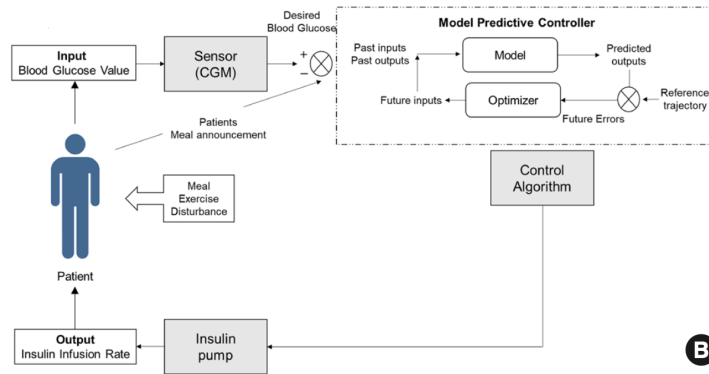 Desired
Blood Glucose
Model Predictive Controller
Input
Blood Glucose Value
Sensor
(CGM)
+
−
Past inputs
Past outputs
Model
Predicted
outputs
Future inputs
Optimizer
Future Errors
Reference
trajectory
Patients
Meal announcement
Meal
Exercise
Disturbance
Control
Algorithm
Patient
Output
Insulin Infusion Rate
Insulin
pump
B